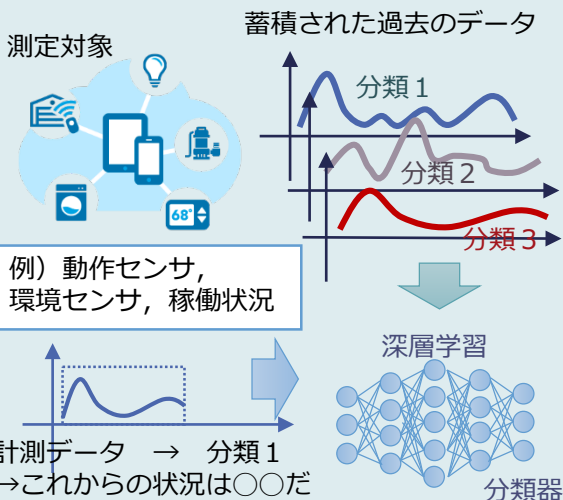 蓄積された過去のデータ
測定対象
分類１
分類２
分類３
68°
例）動作センサ，
環境センサ，稼働状況
深層学習
計測データ　→　分類１
→これからの状況は○○だ
分類器